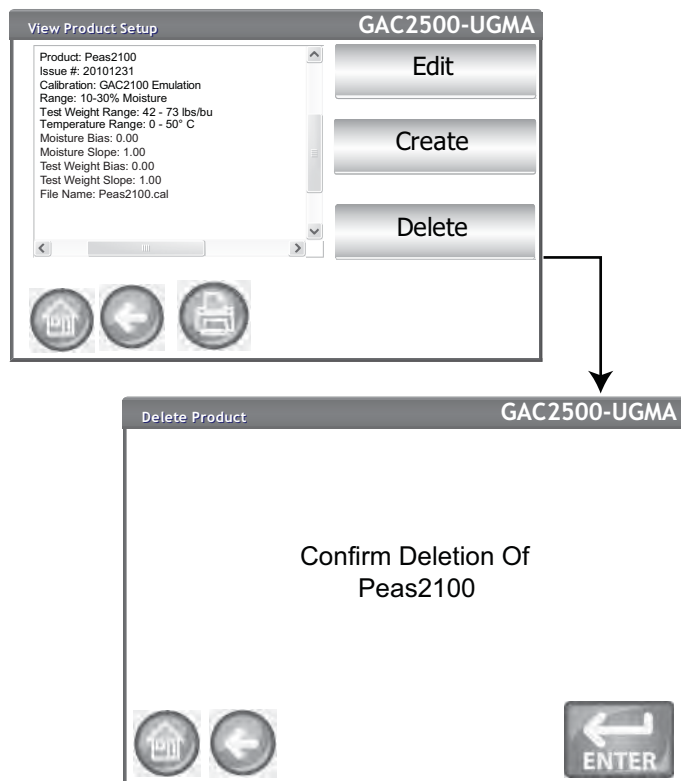 View Product Setup GAC2500-UGMA
Product: Peas2100
Issue #: 20101231
Calibration: GAC2100 Emulation
Range: 10-30% Moisture
Test Weight Range: 42 - 73 lbs/bu
Temperature Range: 0 - 50° C
Moisture Bias: 0.00
Moisture Slope: 1.00
Test Weight Bias: 0.00
Test Weight Slope: 1.00
File Name: Peas2100.cal
Edit
Create
Delete
Delete Product GAC2500-UGMA
Confirm Deletion Of
Peas2100
ENTER